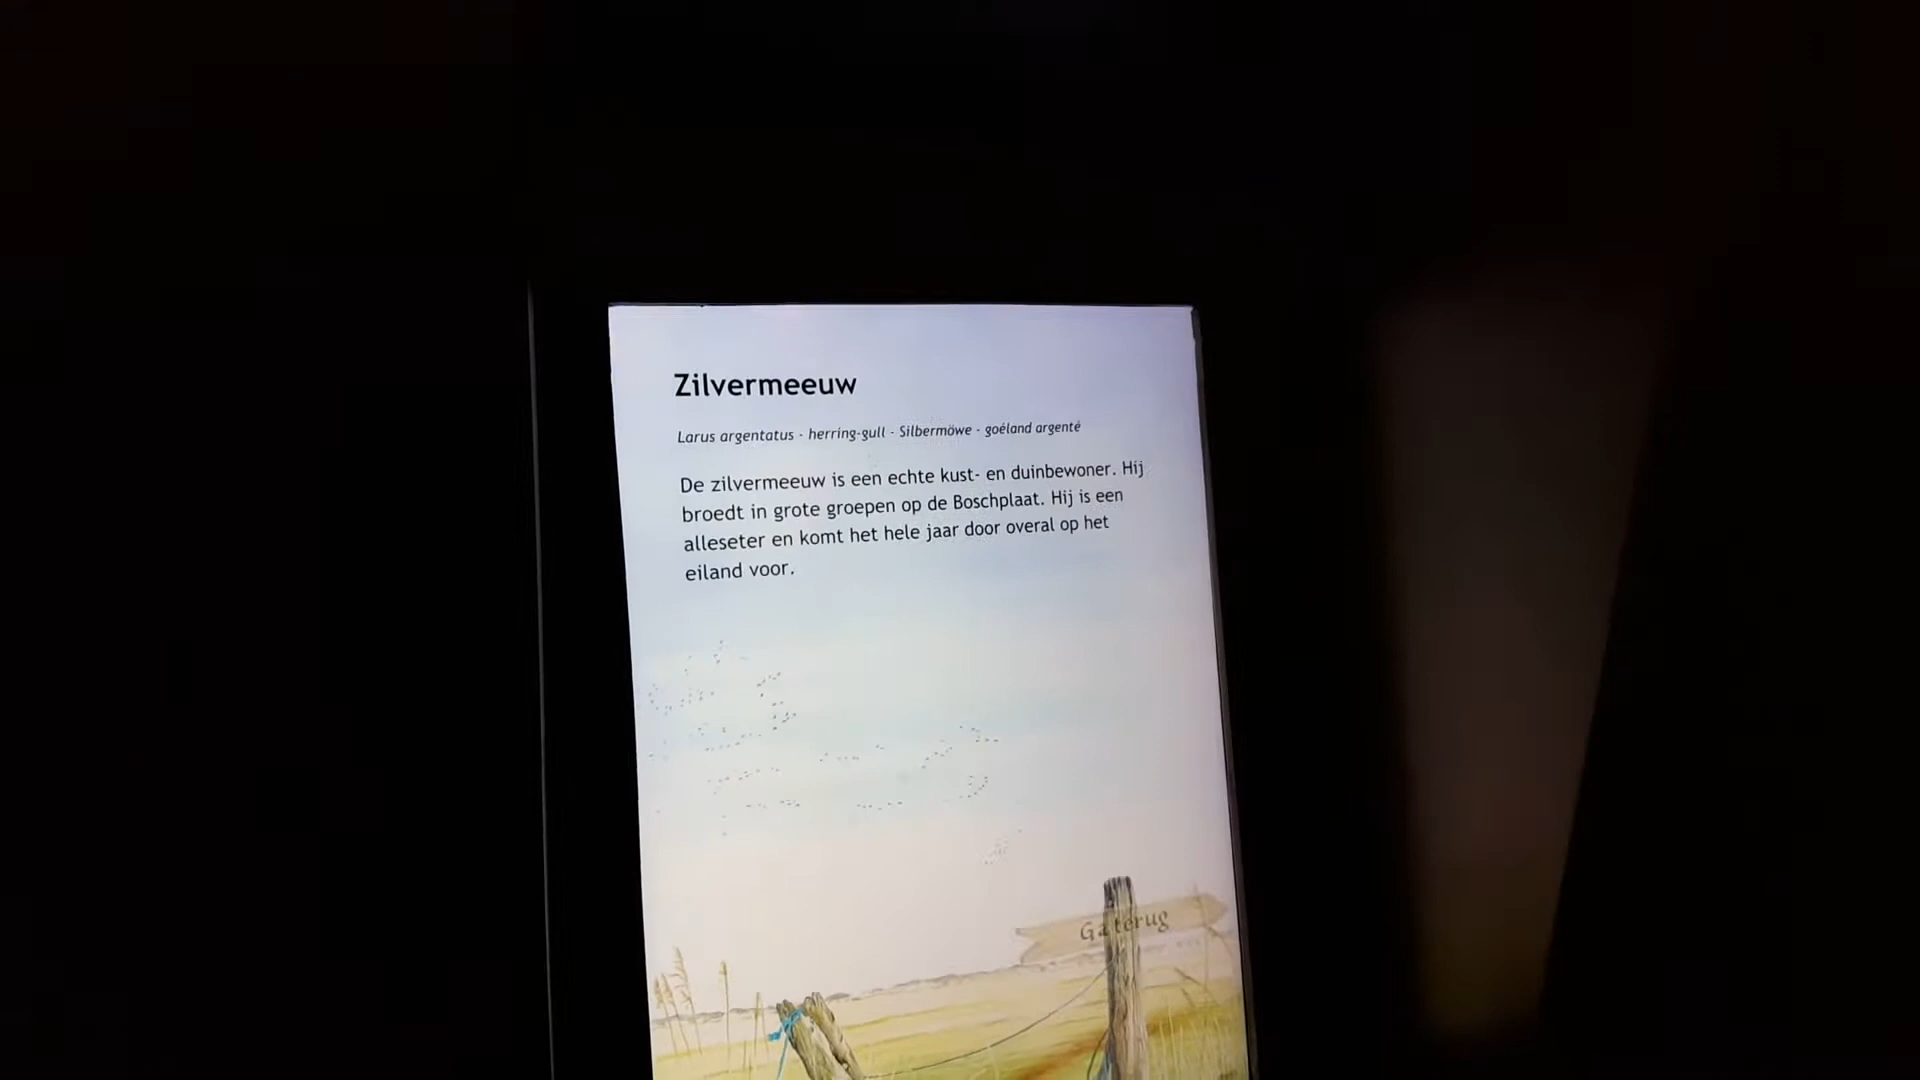 Zilvermeeuw
Larus argentatus - herring-gull - Silbermöwe - goéland argenté
De zilvermeeuw is een echte kust- en duinbewoner. Hij
broedt in grote groepen op de Boschplaat. Hij is een
alleseter en komt het hele jaar door overal op het
eiland voor.
Ga terug